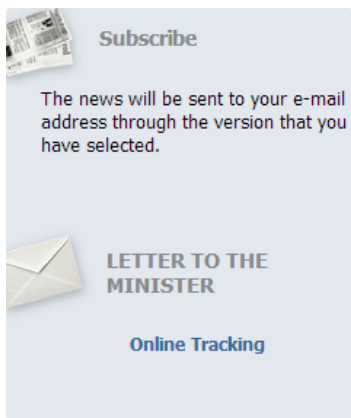 Subscribe
The news will be sent to your e-mail
address through the version that you
have selected.
LETTER TO THE
MINISTER
Online Tracking